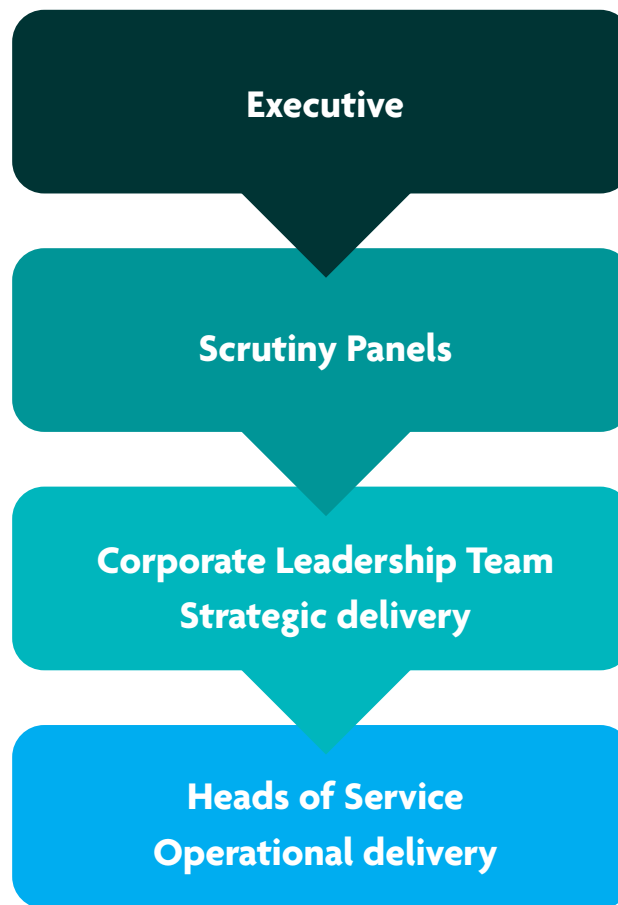 Executive
Scrutiny Panels
Corporate Leadership Team
Strategic delivery
Heads of Service
Operational delivery